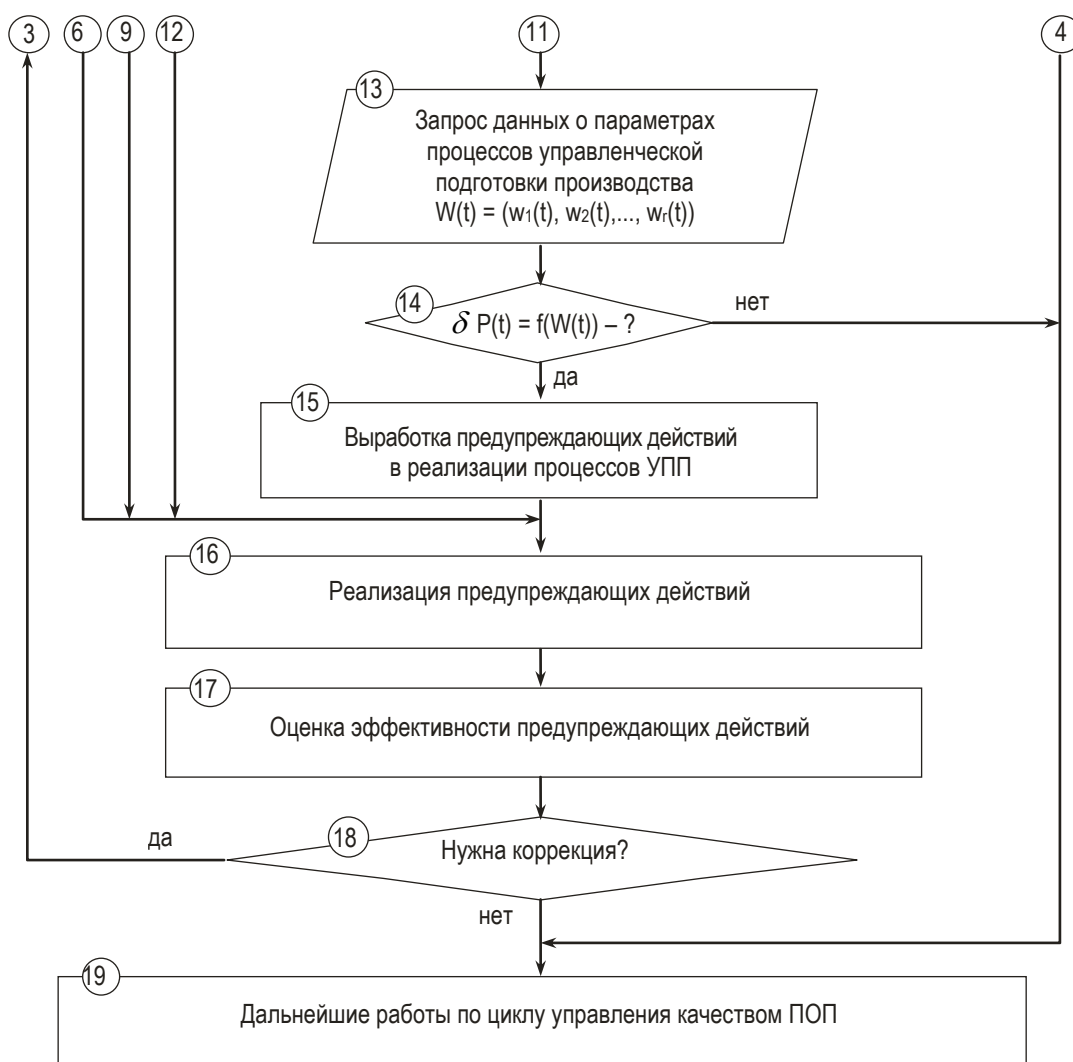 3 6 9 12 11 4
13
Запрос данных о параметрах
процессов управленческой
подготовки производства
W(t) = (w₁(t), w₂(t),..., wᵣ(t))
14
δ P(t) = f(W(t)) – ?
нет
да
15
Выработка предупреждающих действий
в реализации процессов УПП
16
Реализация предупреждающих действий
17
Оценка эффективности предупреждающих действий
18
Нужна коррекция?
да
нет
19
Дальнейшие работы по циклу управления качеством ПОП